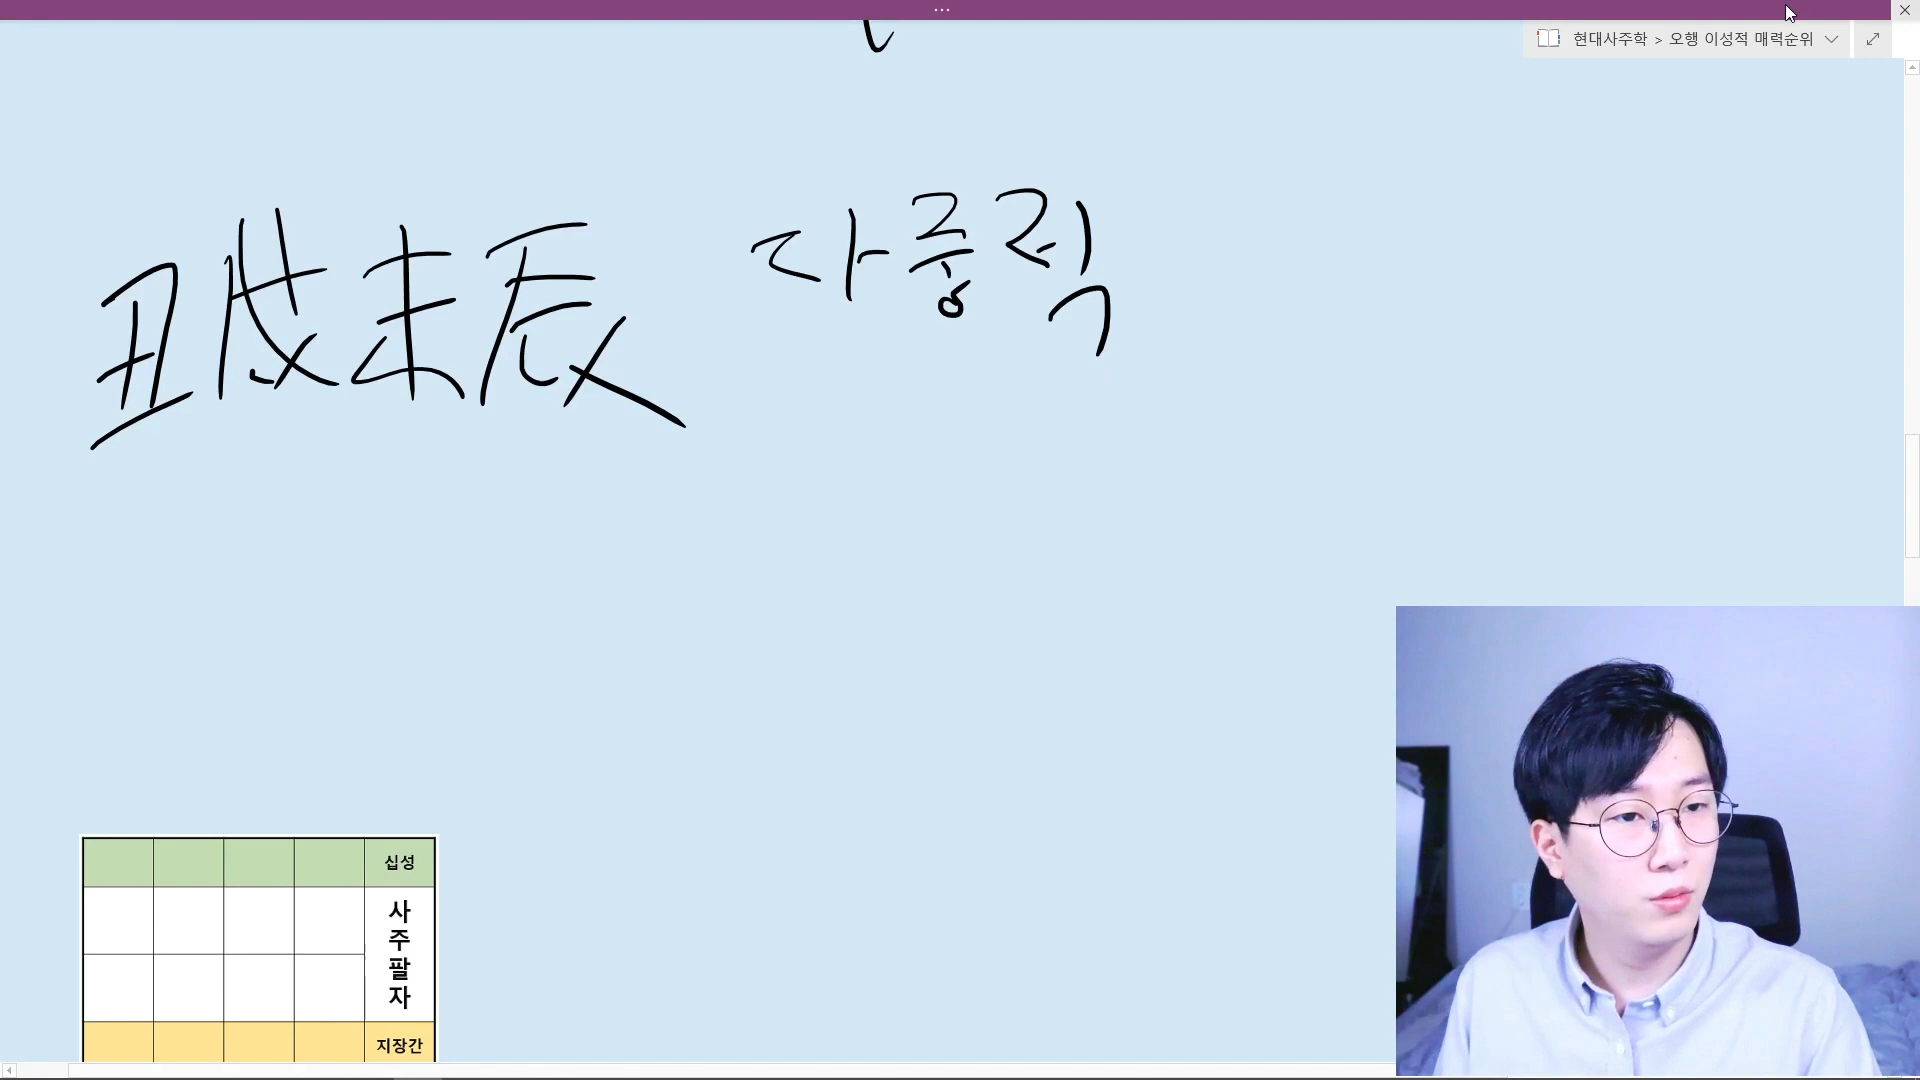 현대사주학 > 오행 이성적 매력순위
丑戌未辰 다중적
십성
사주팔자
지장간